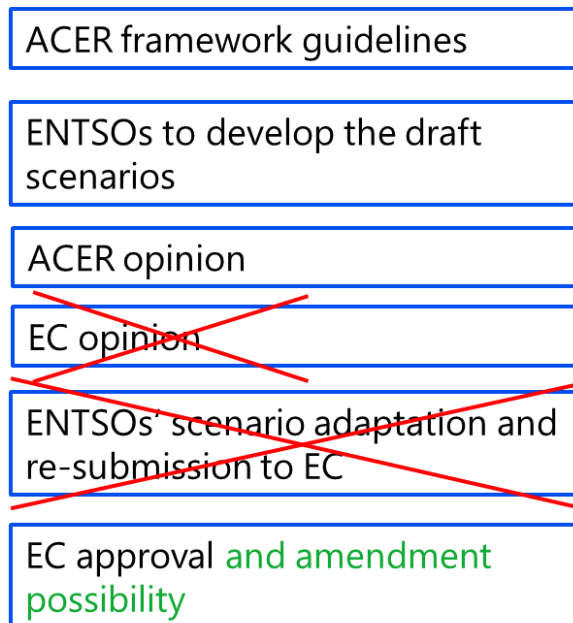 ACER framework guidelines
ENTSOs to develop the draft
scenarios
ACER opinion
EC opinion
ENTSOs' scenario adaptation and
re-submission to EC
EC approval and amendment
possibility